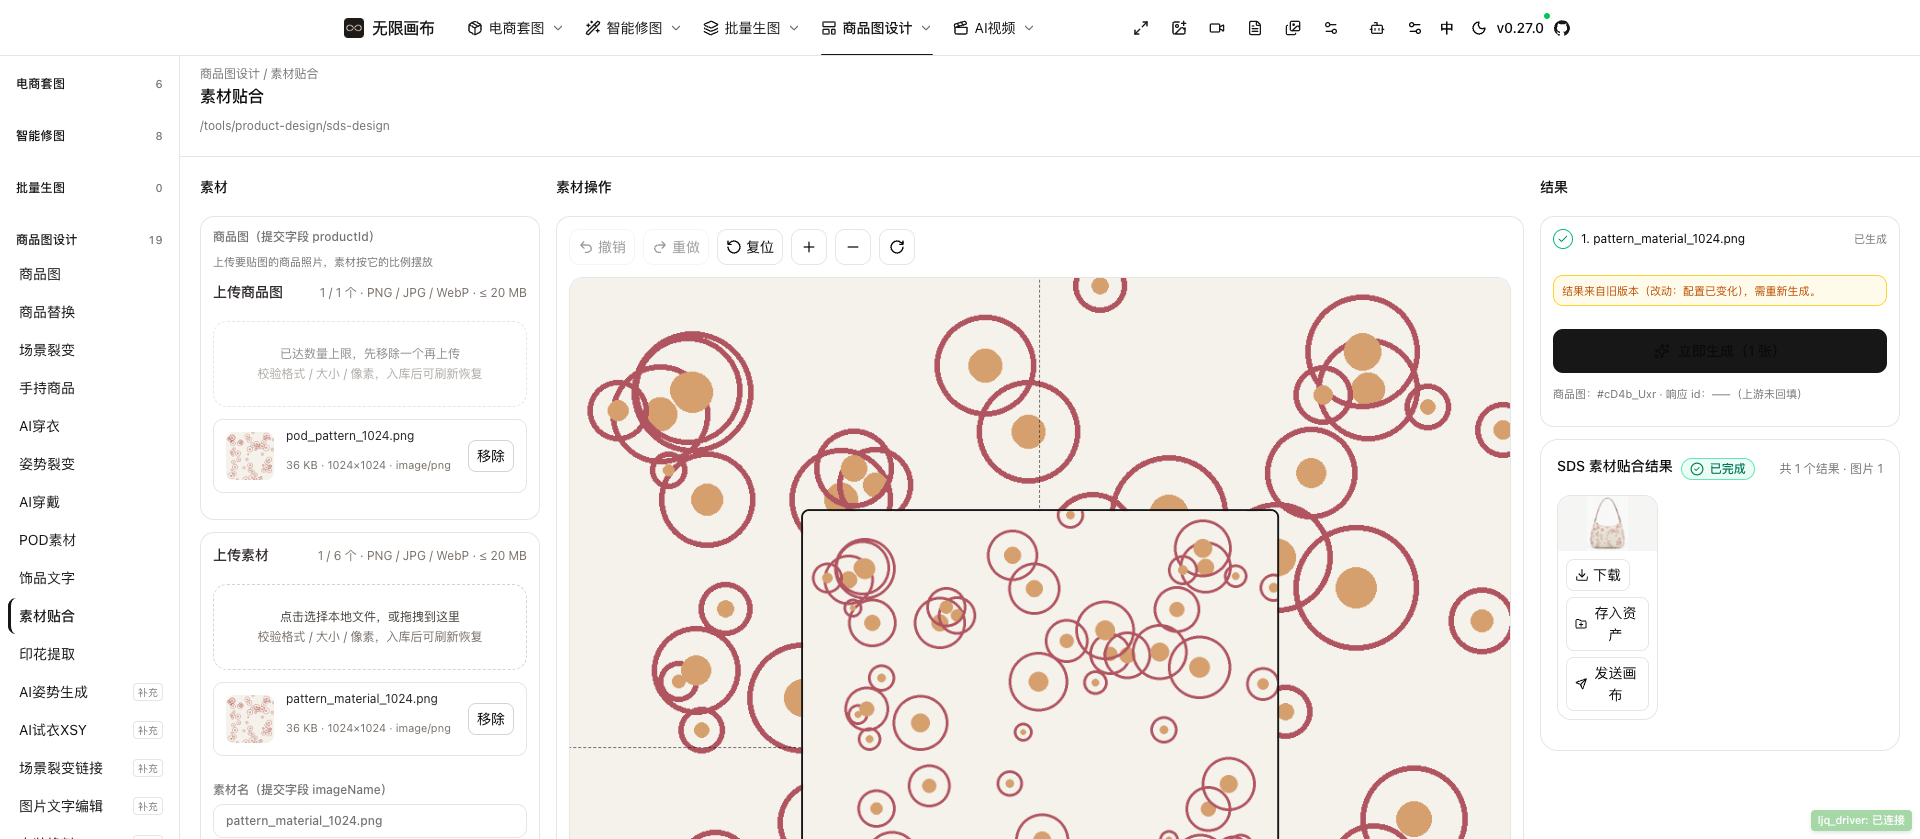 无限画布
电商套图
智能修图
批量生图
商品图设计
AI视频
中
v0.27.0
电商套图 6
智能修图 8
批量生图 0
商品图设计 19
商品图
商品替换
场景裂变
手持商品
AI穿衣
姿势裂变
AI穿戴
POD素材
饰品文字
素材贴合
印花提取
AI姿势生成 补充
AI试衣XSY 补充
场景裂变链接 补充
图片文字编辑 补充
商品图设计 / 素材贴合
素材贴合
/tools/product-design/sds-design
素材
商品图（提交字段 productId）
上传要贴图的商品照片，素材按它的比例摆放
上传商品图 1 / 1 个 · PNG / JPG / WebP · ≤ 20 MB
已达数量上限，先移除一个再上传
校验格式 / 大小 / 像素，入库后可刷新恢复
pod_pattern_1024.png
36 KB · 1024×1024 · image/png
移除
上传素材 1 / 6 个 · PNG / JPG / WebP · ≤ 20 MB
点击选择本地文件，或拖拽到这里
校验格式 / 大小 / 像素，入库后可刷新恢复
pattern_material_1024.png
36 KB · 1024×1024 · image/png
移除
素材名（提交字段 imageName）
pattern_material_1024.png
素材操作
撤销
重做
复位
结果
1. pattern_material_1024.png 已生成
结果来自旧版本（改动：配置已变化），需重新生成。
立即生成（1 张）
商品图：#cD4b_Uxr · 响应 id：——（上游未回填）
SDS 素材贴合结果 已完成 共 1 个结果 · 图片 1
下载
存入资
产
发送画
布
ljq_driver: 已连接